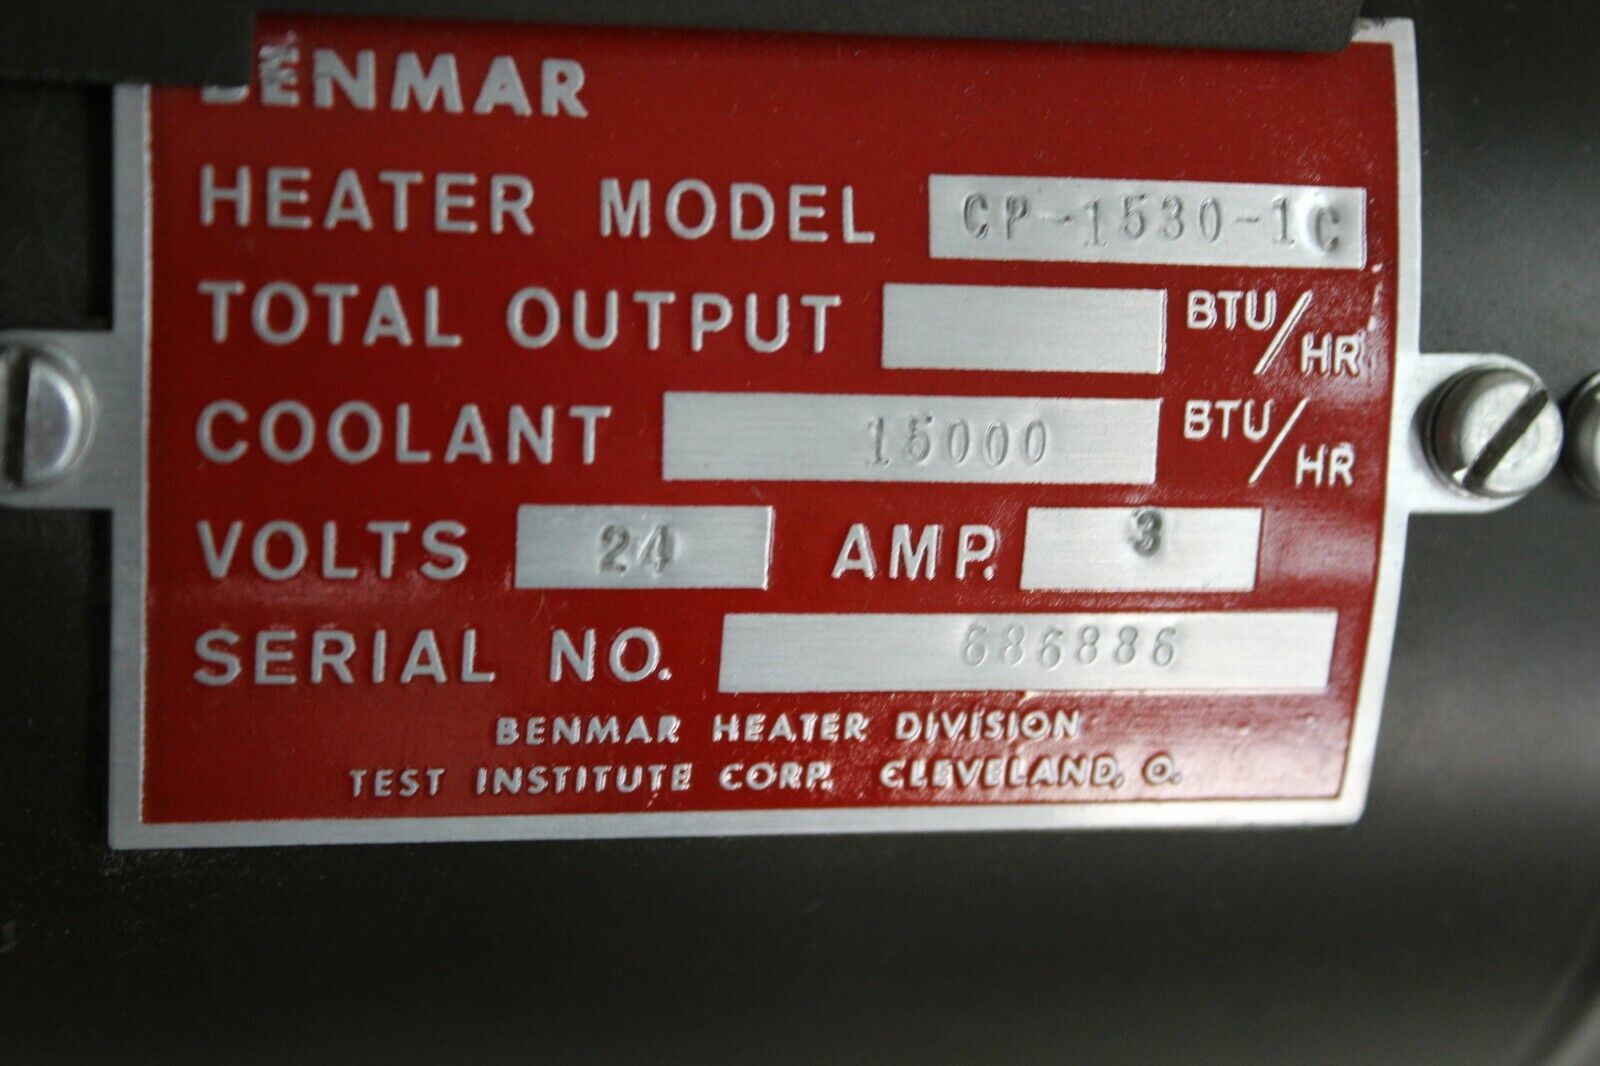 BENMAR
HEATER MODEL CP-1530-1C
TOTAL OUTPUT BTU/HR
COOLANT 15000 BTU/HR
VOLTS 24 AMP. 3
SERIAL NO. 686886
BENMAR HEATER DIVISION
TEST INSTITUTE CORP. CLEVELAND, O.